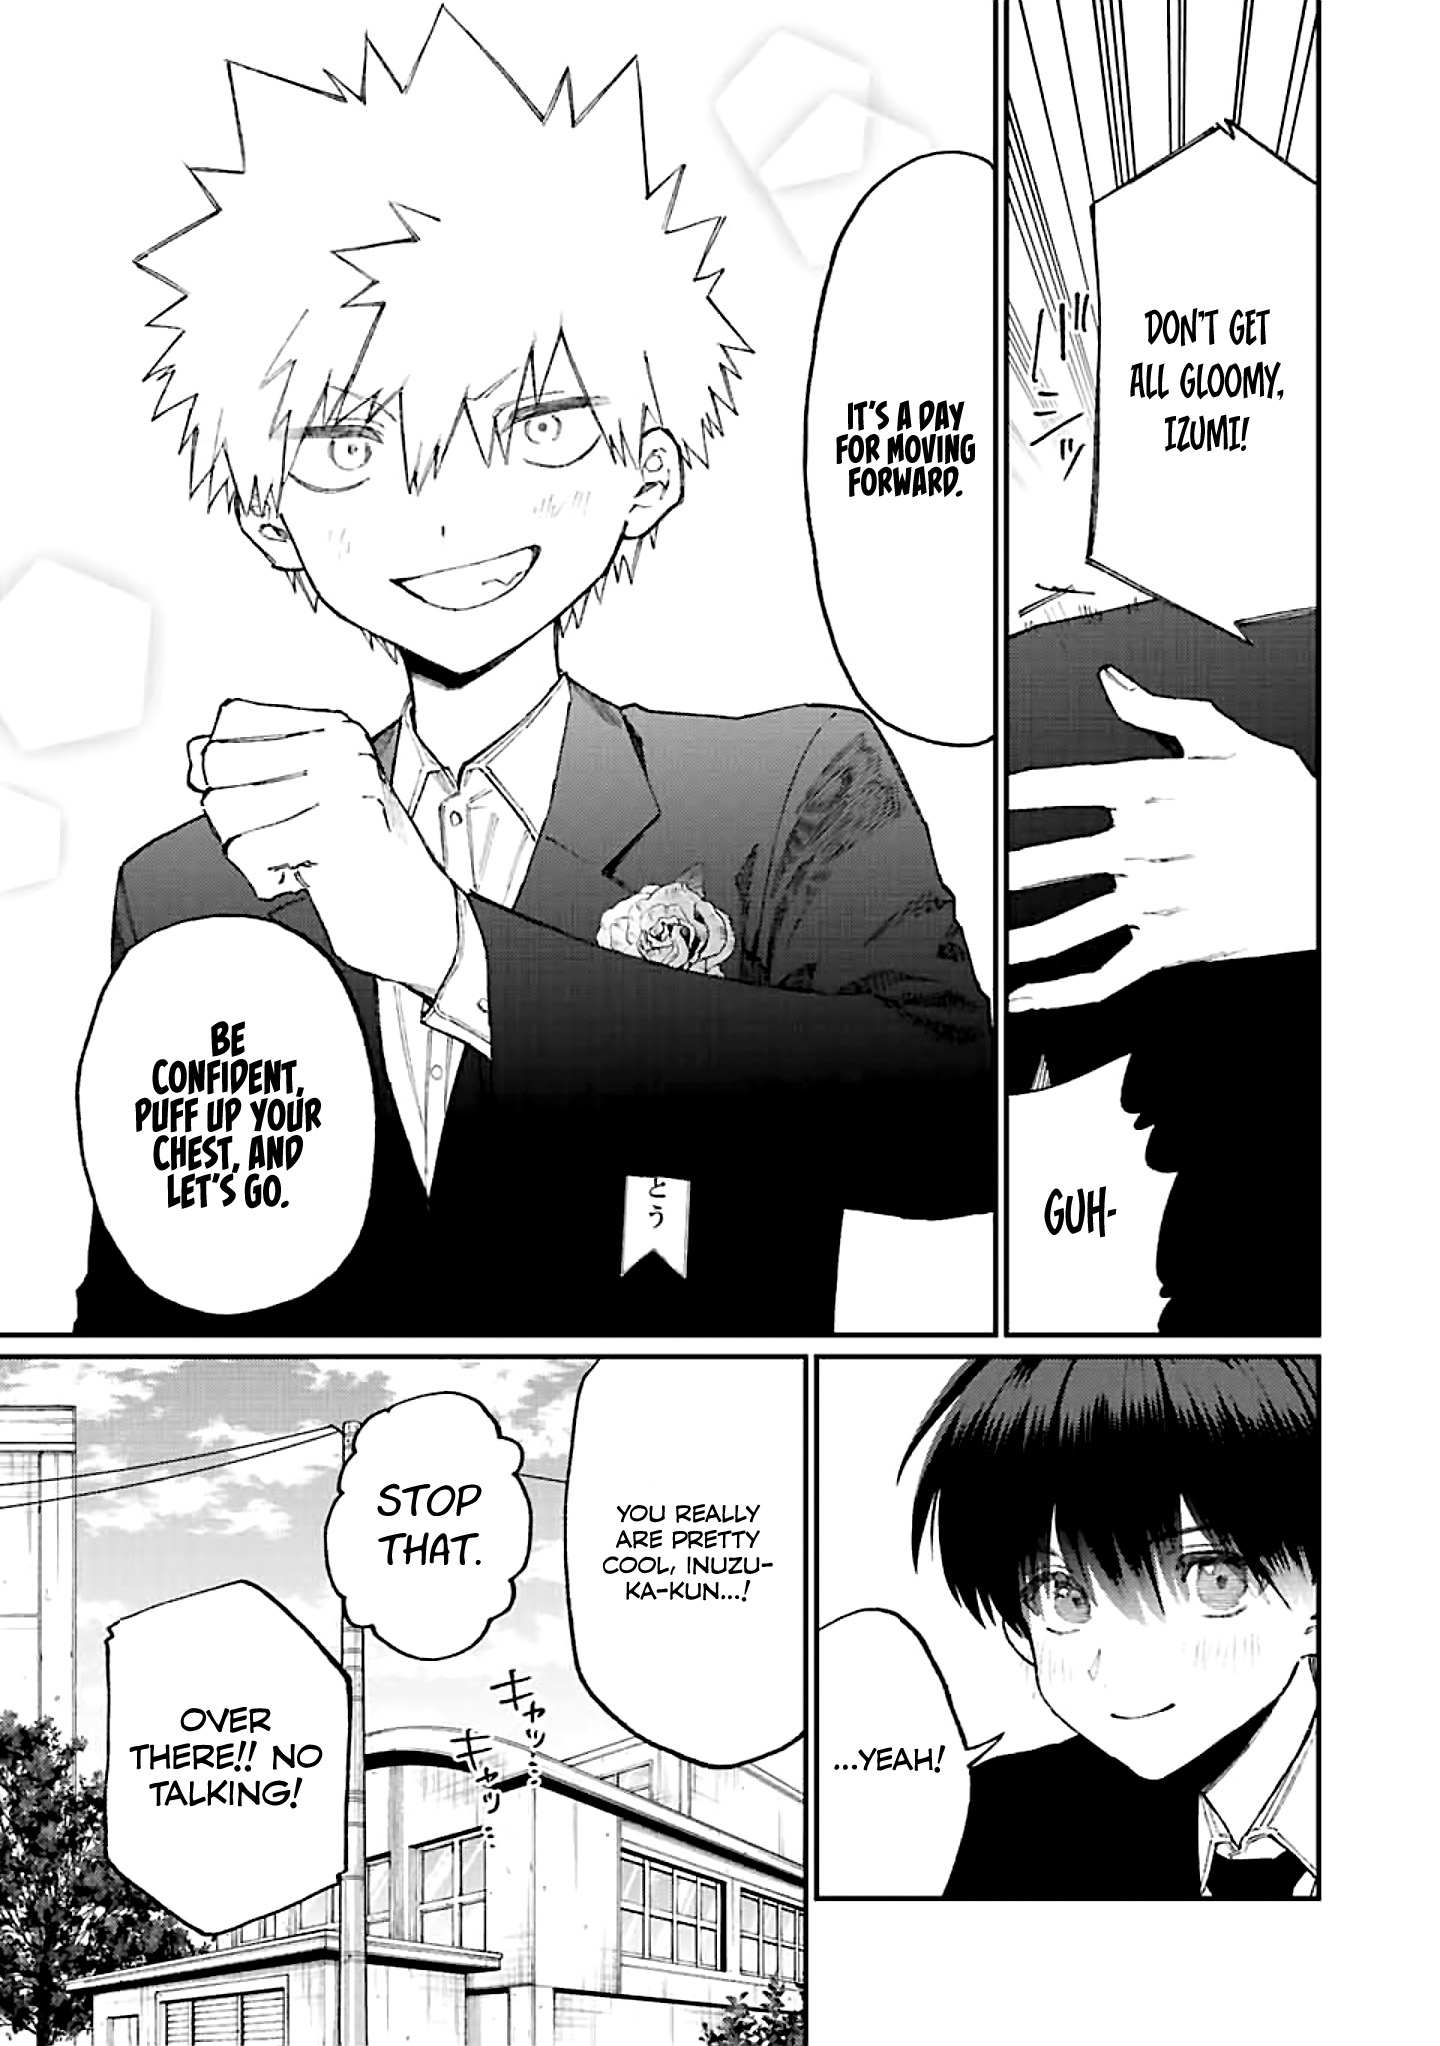 DON'T GET
ALL GLOOMY,
IZUMI!
GUH-
IT'S A DAY
FOR MOVING
FORWARD.
BE
CONFIDENT,
PUFF UP YOUR
CHEST, AND
LET'S GO.
とう
...YEAH!
YOU REALLY
ARE PRETTY
COOL, INUZU-
KA-KUN...!
STOP
THAT.
キャッ…
キャッ…
OVER
THERE!! NO
TALKING!